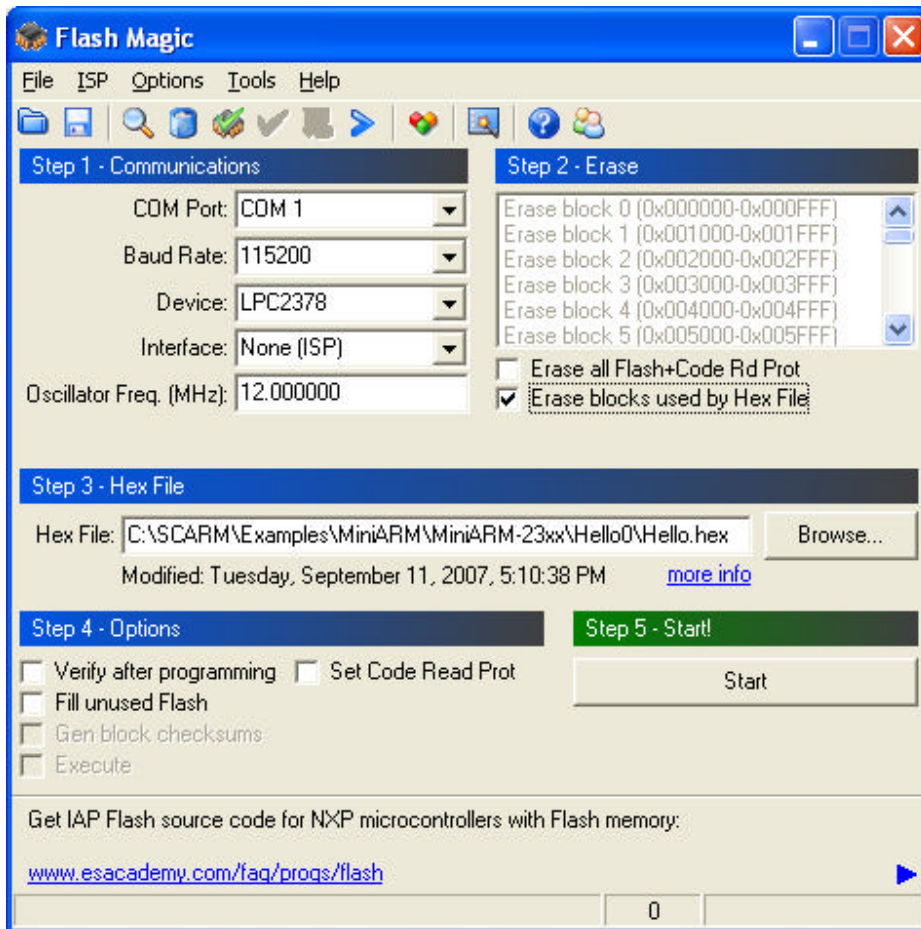 Flash Magic
File ISP Options Tools Help
Step 1 - Communications
COM Port: COM 1
Baud Rate: 115200
Device: LPC2378
Interface: None (ISP)
Oscillator Freq. (MHz): 12.000000
Step 2 - Erase
Erase block 0 (0x000000-0x000FFF)
Erase block 1 (0x001000-0x001FFF)
Erase block 2 (0x002000-0x002FFF)
Erase block 3 (0x003000-0x003FFF)
Erase block 4 (0x004000-0x004FFF)
Erase block 5 (0x005000-0x005FFF)
Erase all Flash+Code Rd Prot
Erase blocks used by Hex File
Step 3 - Hex File
Hex File: C:\SCARM\Examples\MiniARM\MiniARM-23xx\Hello0\Hello.hex Browse...
Modified: Tuesday, September 11, 2007, 5:10:38 PM more info
Step 4 - Options
Verify after programming Set Code Read Prot
Fill unused Flash
Gen block checksums
Execute
Step 5 - Start!
Start
Get IAP Flash source code for NXP microcontrollers with Flash memory:
www.esacademy.com/faq/progs/flash
0